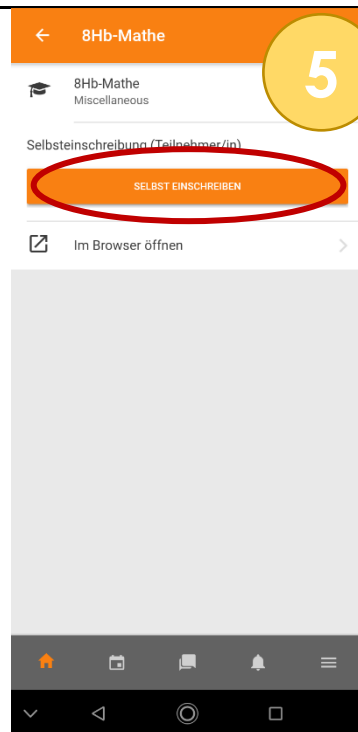 8Hb-Mathe
5
8Hb-Mathe
Miscellaneous
Selbsteinschreibung (Teilnehmer/in)
SELBST EINSCHREIBEN
Im Browser öffnen